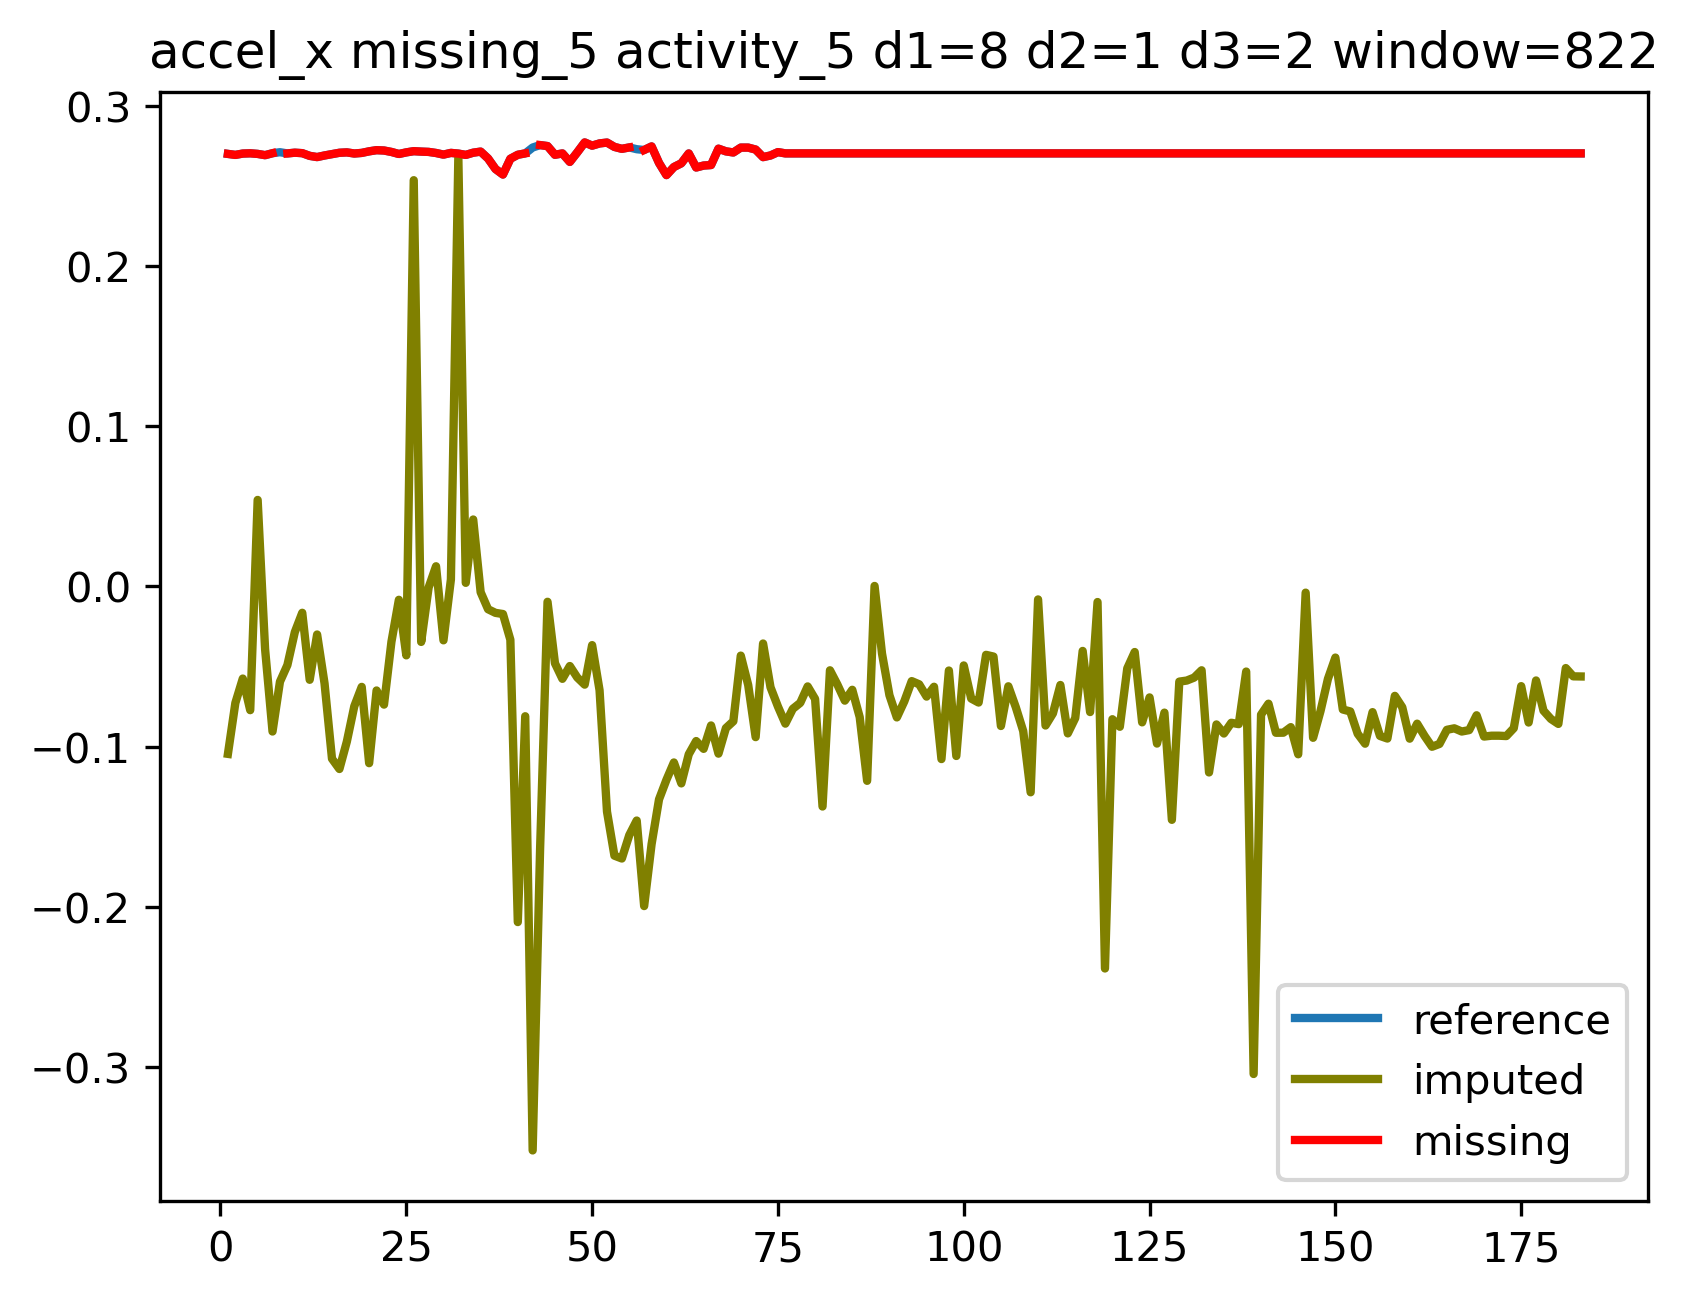 accel_x missing_5 activity_5 d1=8 d2=1 d3=2 window=822
0.3
0.2
0.1
0.0
−0.1
−0.2
−0.3
reference
imputed
missing
0 25 50 75 100 125 150 175